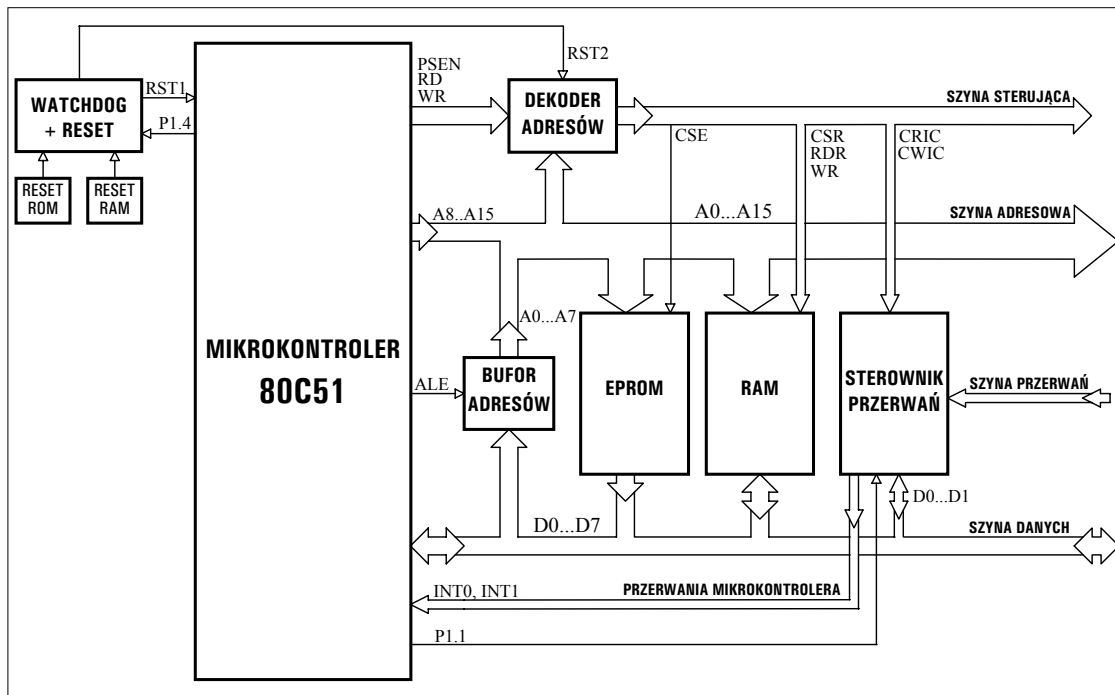 RST2
PSEN
RD
WR
WATCHDOG
+ RESET
RST1
P1.4
DEKODER
ADRESÓW
SZYNA STERUJĄCA
CSE
CSR
RDR
WR
CRIC
CWIC
RESET
ROM
RESET
RAM
A8..A15
A0...A15
SZYNA ADRESOWA
A0...A7
MIKROKONTROLER
80C51
ALE
BUFOR
ADRESÓW
EPROM
RAM
STEROWNIK
PRZERWAŃ
SZYNA PRZERWAŃ
D0...D1
D0...D7
SZYNA DANYCH
INT0, INT1
PRZERWANIA MIKROKONTROLERA
P1.1